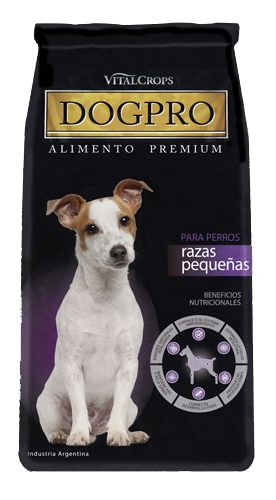 VITALCROPS
DOGPRO
ALIMENTO PREMIUM
PARA PERROS
razas
pequeñas
BENEFICIOS
NUTRICIONALES
Industria Argentina